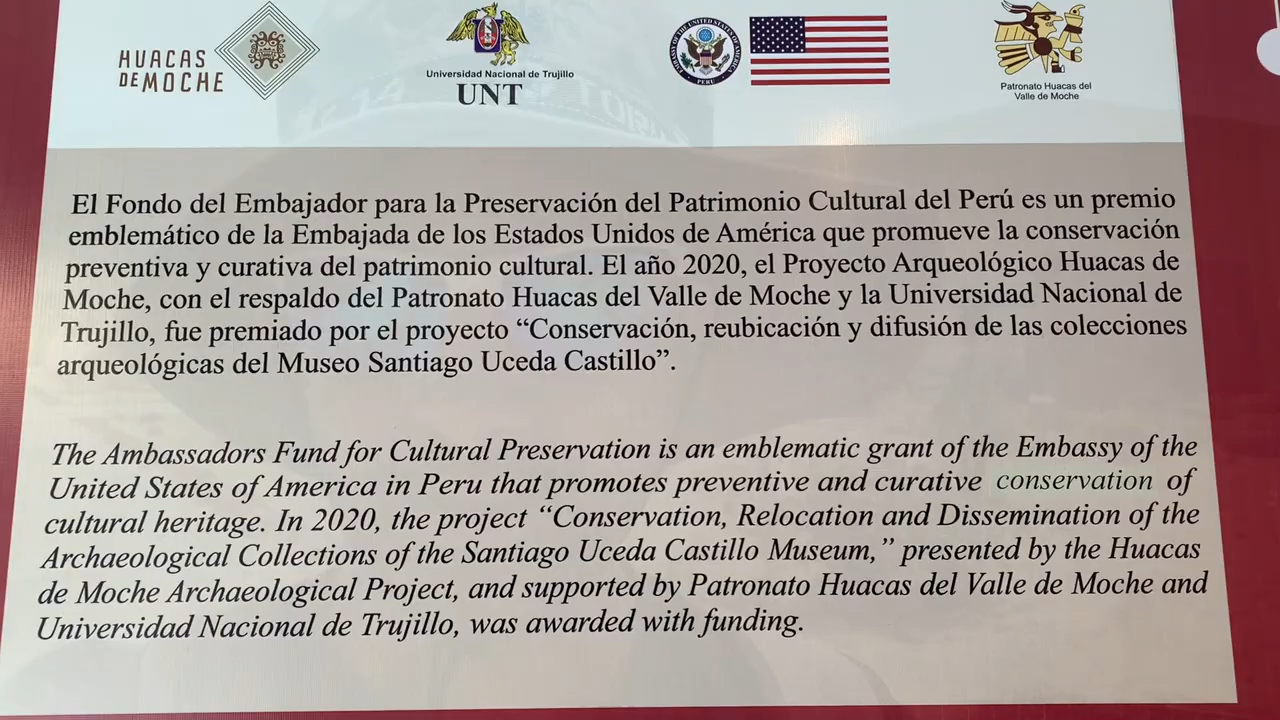 HUACAS
DE MOCHE
Universidad Nacional de Trujillo
UNT
EMBASSY OF THE UNITED STATES OF AMERICA
PERU
Patronato Huacas del
Valle de Moche
El Fondo del Embajador para la Preservación del Patrimonio Cultural del Perú es un premio
emblemático de la Embajada de los Estados Unidos de América que promueve la conservación
preventiva y curativa del patrimonio cultural. El año 2020, el Proyecto Arqueológico Huacas de
Moche, con el respaldo del Patronato Huacas del Valle de Moche y la Universidad Nacional de
Trujillo, fue premiado por el proyecto “Conservación, reubicación y difusión de las colecciones
arqueológicas del Museo Santiago Uceda Castillo”.
The Ambassadors Fund for Cultural Preservation is an emblematic grant of the Embassy of the
United States of America in Peru that promotes preventive and curative conservation of
cultural heritage. In 2020, the project “Conservation, Relocation and Dissemination of the
Archaeological Collections of the Santiago Uceda Castillo Museum,” presented by the Huacas
de Moche Archaeological Project, and supported by Patronato Huacas del Valle de Moche and
Universidad Nacional de Trujillo, was awarded with funding.